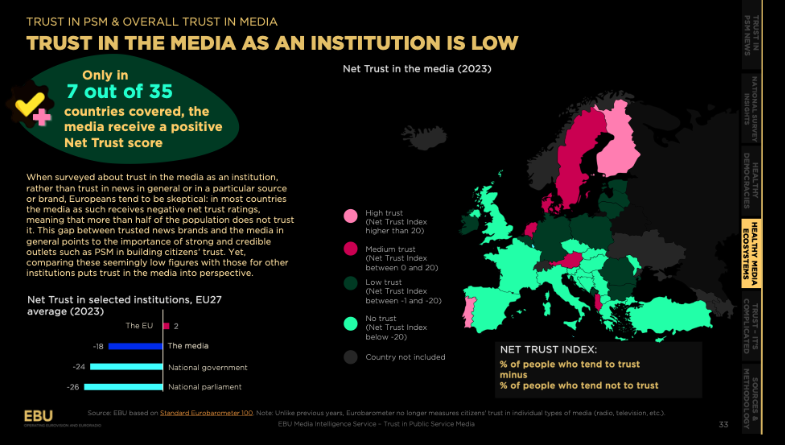 TRUST IN PSM & OVERALL TRUST IN MEDIA
TRUST IN THE MEDIA AS AN INSTITUTION IS LOW
Only in
7 out of 35
countries covered, the
media receive a positive
Net Trust score
When surveyed about trust in the media as an institution,
rather than trust in news in general or in a particular source
or brand, Europeans tend to be skeptical: in most countries
the media as such receives negative net trust ratings,
meaning that more than half of the population does not trust
it. This gap between trusted news brands and the media in
general points to the importance of strong and credible
outlets such as PSM in building citizens' trust. Yet,
comparing these seemingly low figures with those for other
institutions puts trust in the media into perspective.
Net Trust in selected institutions, EU27
average (2023)
The EU 2
-18 The media
-24 National government
-26 National parliament
Net Trust in the media (2023)
High trust
(Net Trust Index
higher than 20)
Medium trust
(Net Trust Index
between 0 and 20)
Low trust
(Net Trust Index
between -1 and -20)
No trust
(Net Trust Index
below -20)
Country not included
NET TRUST INDEX:
% of people who tend to trust
minus
% of people who tend not to trust
TRUST IN
PSM NEWS
NATIONAL SURVEY
INSIGHTS
HEALTHY
DEMOCRACIES
HEALTHY MEDIA
ECOSYSTEMS
TRUST – IT'S
COMPLICATED
SOURCES &
METHODOLOGY
EBU
Source: EBU based on Standard Eurobarometer 100. Note: Unlike previous years, Eurobarometer no longer measures citizens' trust in individual types of media (radio, television, etc.).
EBU Media Intelligence Service – Trust in Public Service Media
33